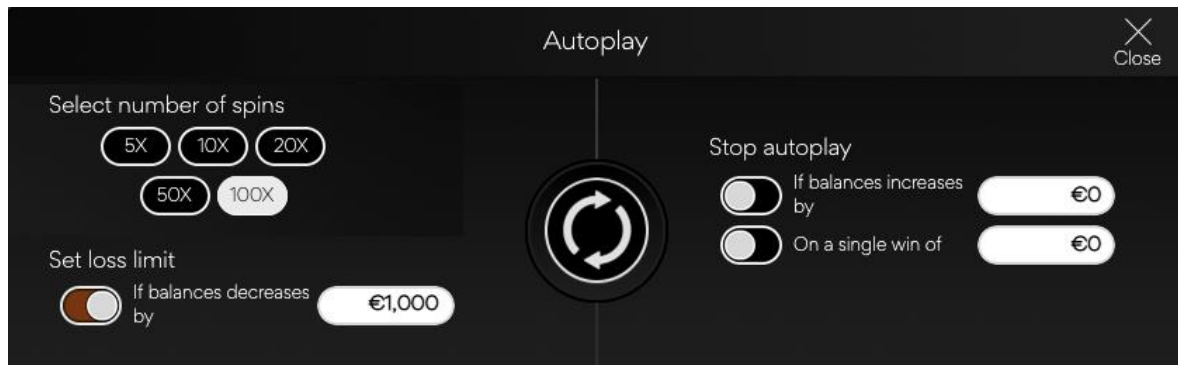 Autoplay
Close
Select number of spins
5X 10X 20X
50X 100X
Set loss limit
If balances decreases
by
€1,000
Stop autoplay
If balances increases
by
€0
On a single win of €0